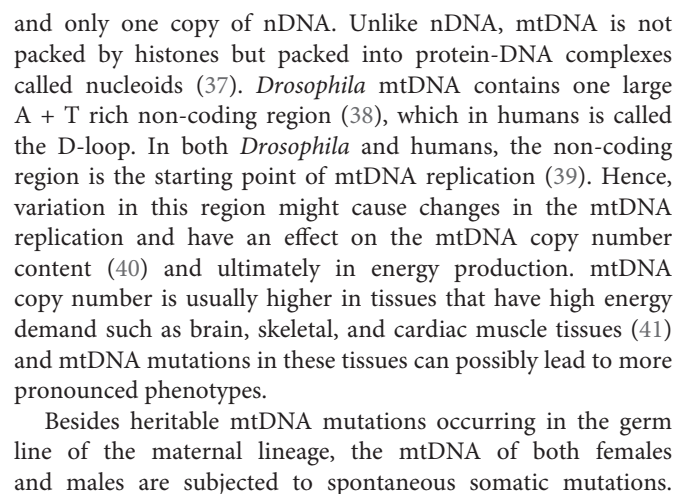 and only one copy of nDNA. Unlike nDNA, mtDNA is not
packed by histones but packed into protein-DNA complexes
called nucleoids (37). Drosophila mtDNA contains one large
A + T rich non-coding region (38), which in humans is called
the D-loop. In both Drosophila and humans, the non-coding
region is the starting point of mtDNA replication (39). Hence,
variation in this region might cause changes in the mtDNA
replication and have an effect on the mtDNA copy number
content (40) and ultimately in energy production. mtDNA
copy number is usually higher in tissues that have high energy
demand such as brain, skeletal, and cardiac muscle tissues (41)
and mtDNA mutations in these tissues can possibly lead to more
pronounced phenotypes.
Besides heritable mtDNA mutations occurring in the germ
line of the maternal lineage, the mtDNA of both females
and males are subjected to spontaneous somatic mutations.